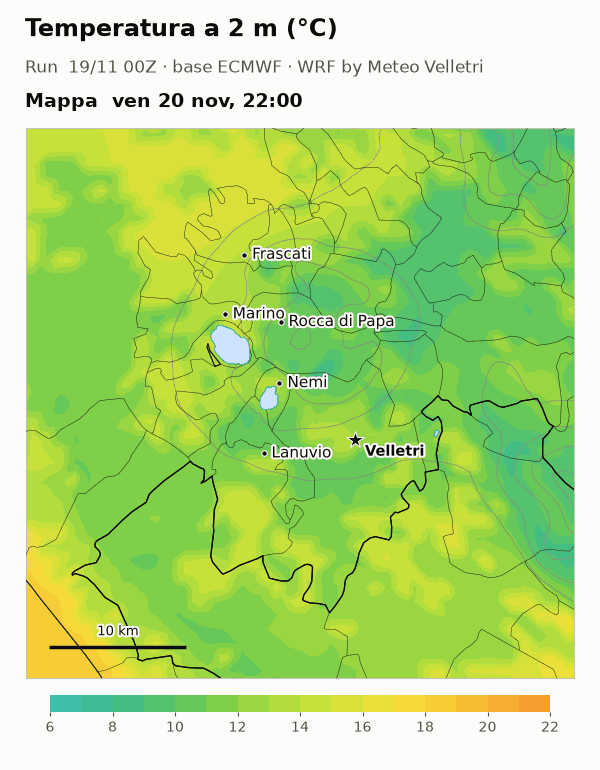 Temperatura a 2 m (°C)
Run  19/11 00Z · base ECMWF · WRF by Meteo Velletri
Mappa  ven 20 nov, 22:00
Frascati
Marino
Rocca di Papa
Nemi
Velletri
Lanuvio
10 km
6 8 10 12 14 16 18 20 22